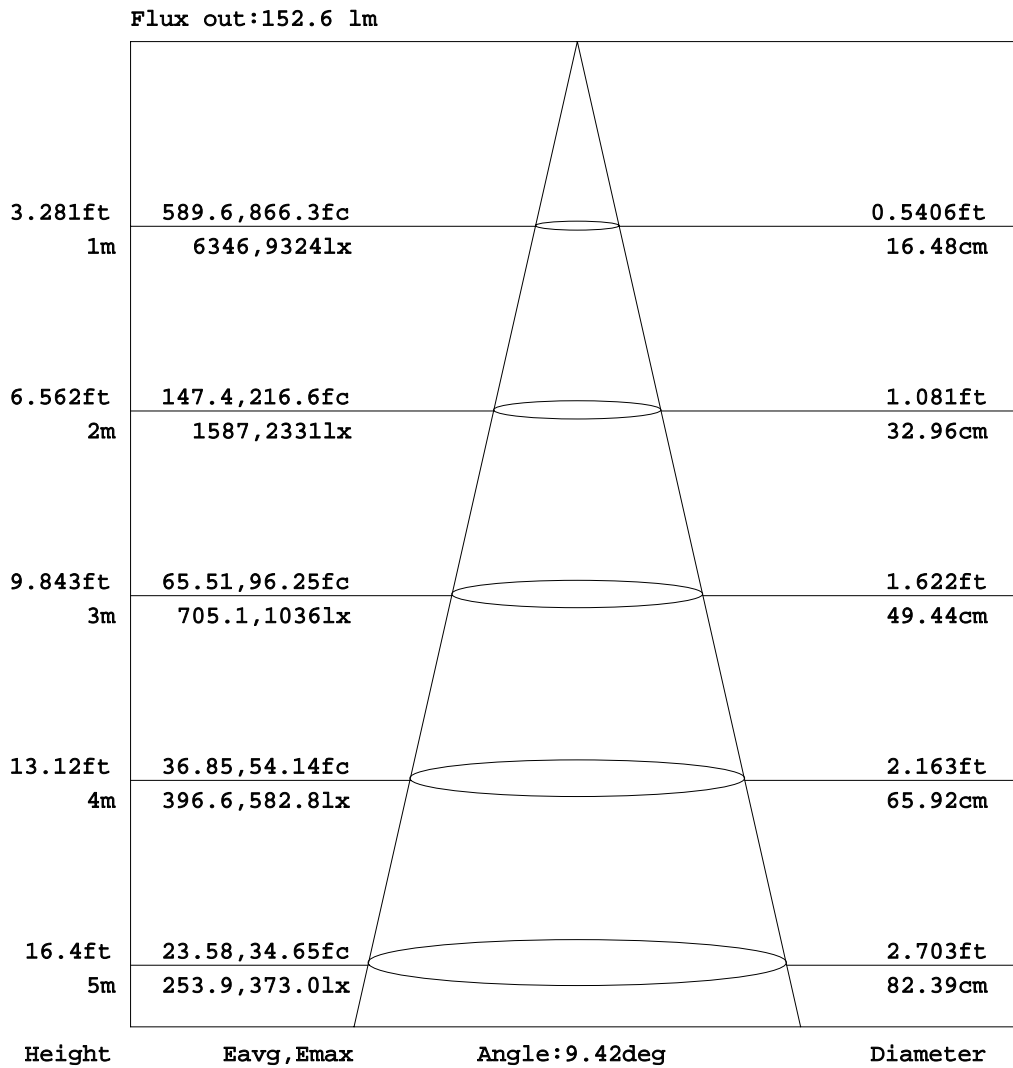 Flux out:152.6 lm
3.281ft 589.6,866.3fc 0.5406ft
1m 6346,9324lx 16.48cm
6.562ft 147.4,216.6fc 1.081ft
2m 1587,2331lx 32.96cm
9.843ft 65.51,96.25fc 1.622ft
3m 705.1,1036lx 49.44cm
13.12ft 36.85,54.14fc 2.163ft
4m 396.6,582.8lx 65.92cm
16.4ft 23.58,34.65fc 2.703ft
5m 253.9,373.0lx 82.39cm
Height Eavg,Emax Angle:9.42deg Diameter